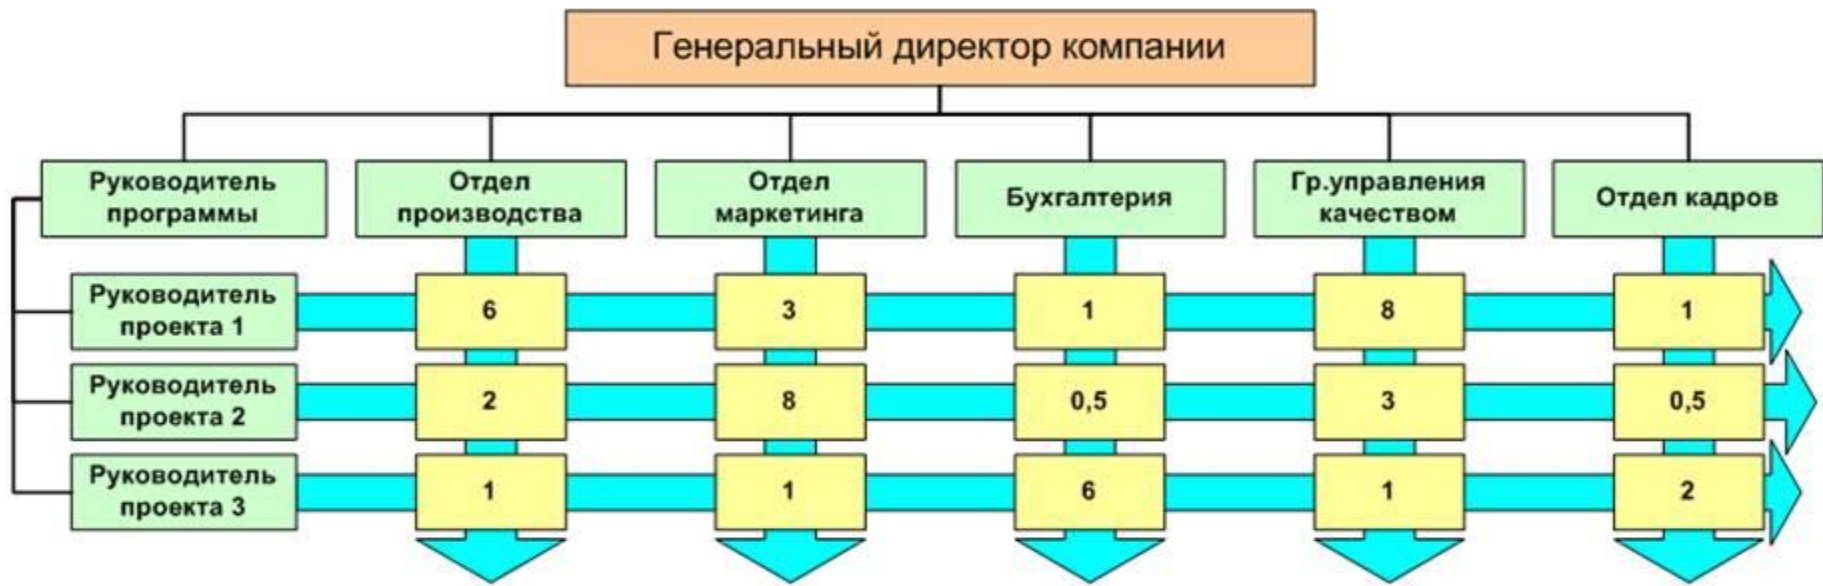 Генеральный директор компании
Руководитель
программы
Отдел
производства
Отдел
маркетинга
Бухгалтерия
Гр.управления
качеством
Отдел кадров
Руководитель
проекта 1
6
3
1
8
1
Руководитель
проекта 2
2
8
0,5
3
0,5
Руководитель
проекта 3
1
1
6
1
2